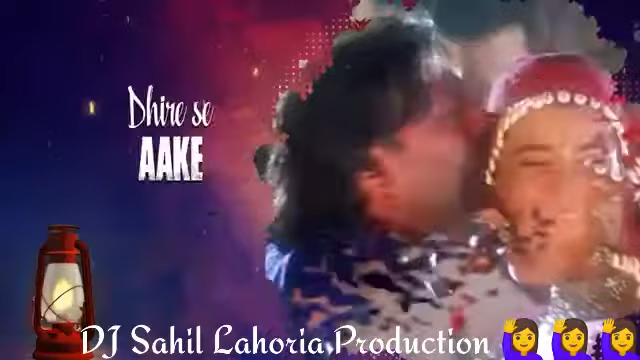 Dhire se
AAKE
DJ Sahil Lahoria Production 🙋‍♀️ 🙋‍♀️ 🙋‍♀️